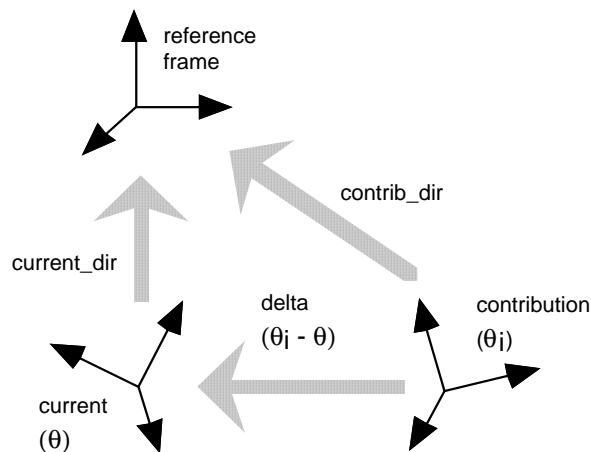 reference
frame
contrib_dir
current_dir
delta
(θi - θ)
contribution
(θi)
current
(θ)